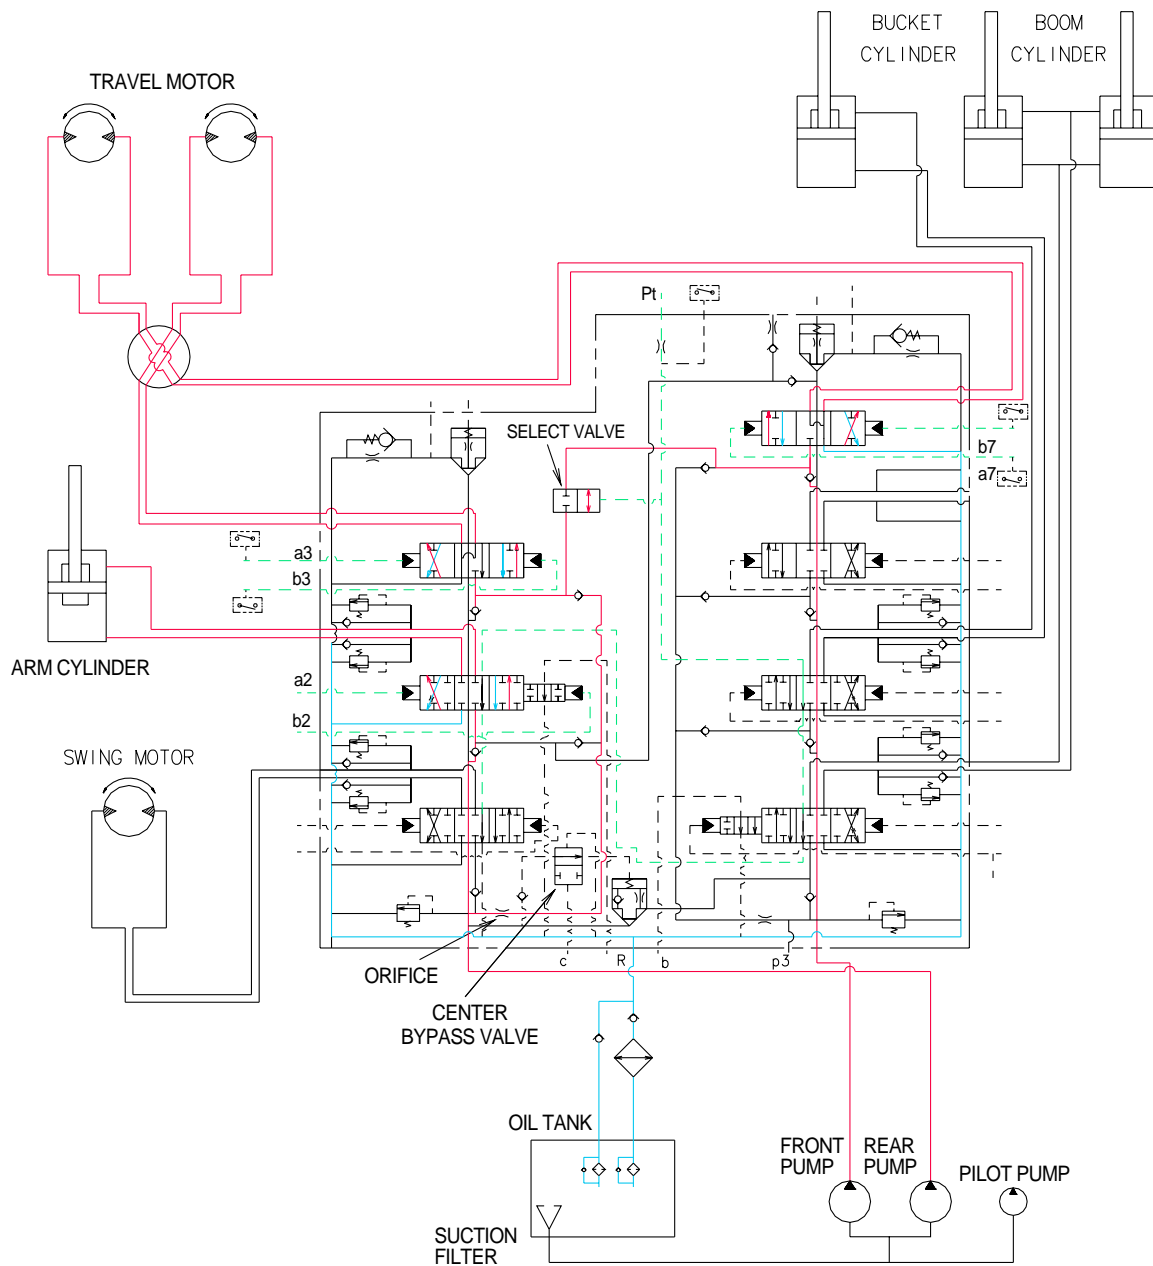 BUCKET
CYLINDER
BOOM
CYLINDER
TRAVEL MOTOR
Pt
SELECT VALVE
b7
a7
a3
b3
ARM CYLINDER
a2
b2
SWING MOTOR
c
R
b
p3
ORIFICE
CENTER
BYPASS VALVE
OIL TANK
FRONT
PUMP
REAR
PUMP
PILOT PUMP
SUCTION
FILTER